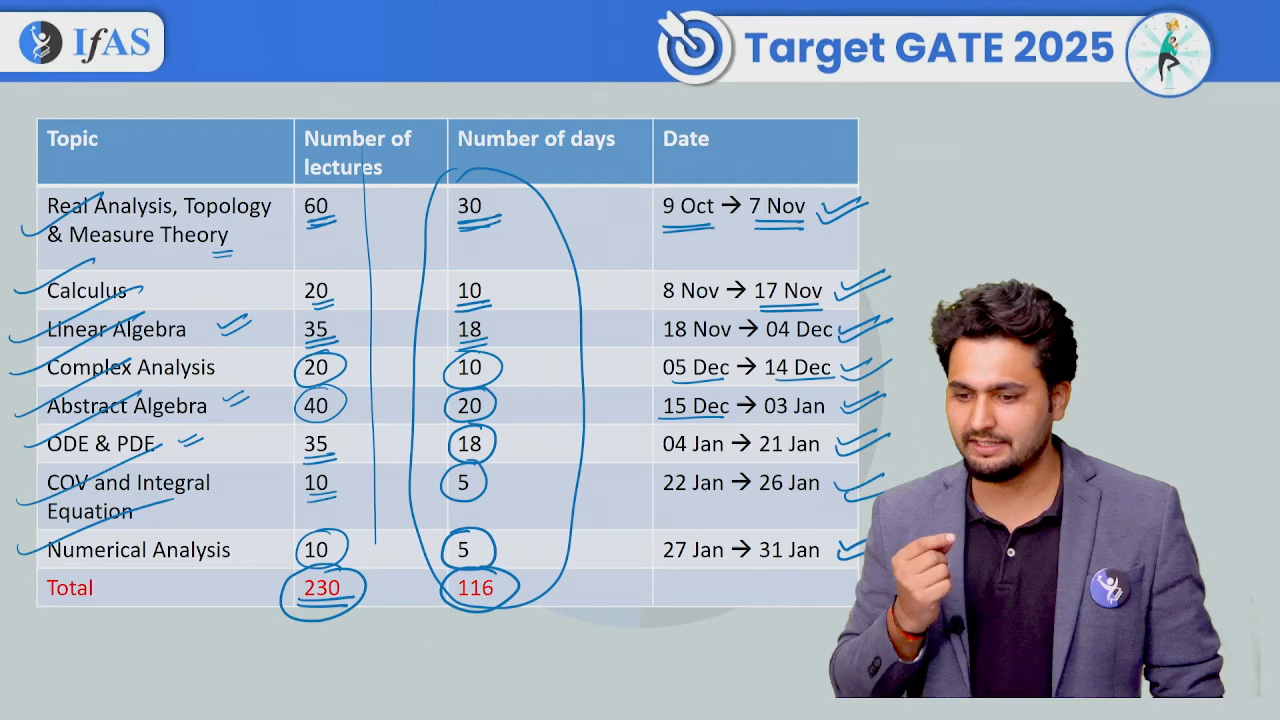 IfAS
Target GATE 2025
Topic
Number of
lectures
Number of days
Date
Real Analysis, Topology
& Measure Theory
60
30
9 Oct → 7 Nov
Calculus
20
10
8 Nov → 17 Nov
Linear Algebra
35
18
18 Nov → 04 Dec
Complex Analysis
20
10
05 Dec → 14 Dec
Abstract Algebra
40
20
15 Dec → 03 Jan
ODE & PDE
35
18
04 Jan → 21 Jan
COV and Integral
Equation
10
5
22 Jan → 26 Jan
Numerical Analysis
10
5
27 Jan → 31 Jan
Total
230
116